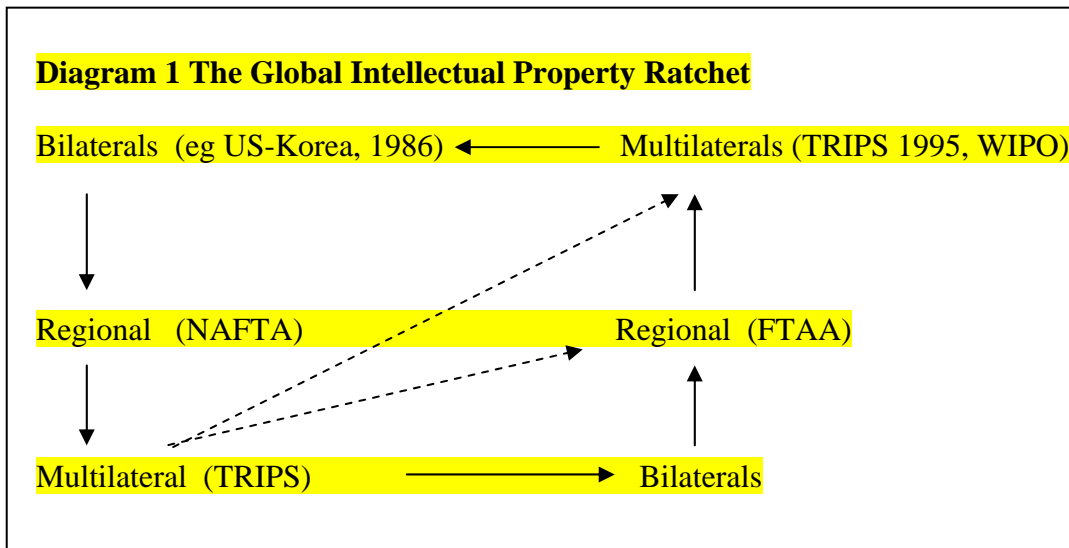 Diagram 1 The Global Intellectual Property Ratchet
Bilaterals (eg US-Korea, 1986) Multilaterals (TRIPS 1995, WIPO)
Regional (NAFTA) Regional (FTAA)
Multilateral (TRIPS) Bilaterals